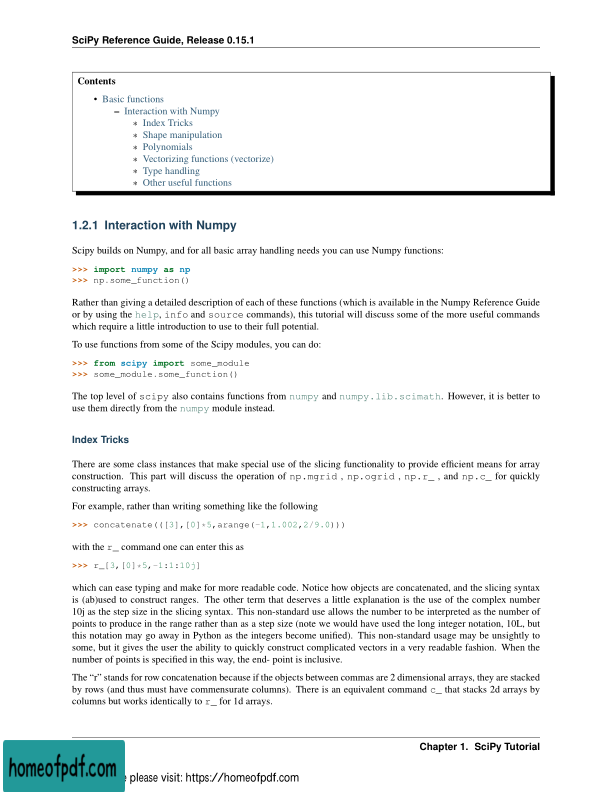 SciPy Reference Guide, Release 0.15.1
Contents
• Basic functions
– Interaction with Numpy
∗ Index Tricks
∗ Shape manipulation
∗ Polynomials
∗ Vectorizing functions (vectorize)
∗ Type handling
∗ Other useful functions
1.2.1 Interaction with Numpy
Scipy builds on Numpy, and for all basic array handling needs you can use Numpy functions:
>>> import numpy as np
>>> np.some_function()
Rather than giving a detailed description of each of these functions (which is available in the Numpy Reference Guide
or by using the help, info and source commands), this tutorial will discuss some of the more useful commands
which require a little introduction to use to their full potential.
To use functions from some of the Scipy modules, you can do:
>>> from scipy import some_module
>>> some_module.some_function()
The top level of scipy also contains functions from numpy and numpy.lib.scimath. However, it is better to
use them directly from the numpy module instead.
Index Tricks
There are some class instances that make special use of the slicing functionality to provide efficient means for array
construction. This part will discuss the operation of np.mgrid , np.ogrid , np.r_ , and np.c_ for quickly
constructing arrays.
For example, rather than writing something like the following
>>> concatenate(([3],[0]*5,arange(-1,1.002,2/9.0)))
with the r_ command one can enter this as
>>> r_[3,[0]*5,-1:1:10j]
which can ease typing and make for more readable code. Notice how objects are concatenated, and the slicing syntax
is (ab)used to construct ranges. The other term that deserves a little explanation is the use of the complex number
10j as the step size in the slicing syntax. This non-standard use allows the number to be interpreted as the number of
points to produce in the range rather than as a step size (note we would have used the long integer notation, 10L, but
this notation may go away in Python as the integers become unified). This non-standard usage may be unsightly to
some, but it gives the user the ability to quickly construct complicated vectors in a very readable fashion. When the
number of points is specified in this way, the end- point is inclusive.
The “r” stands for row concatenation because if the objects between commas are 2 dimensional arrays, they are stacked
by rows (and thus must have commensurate columns). There is an equivalent command c_ that stacks 2d arrays by
columns but works identically to r_ for 1d arrays.
Chapter 1. SciPy Tutorial
homeofpdf.com
please visit: https://homeofpdf.com